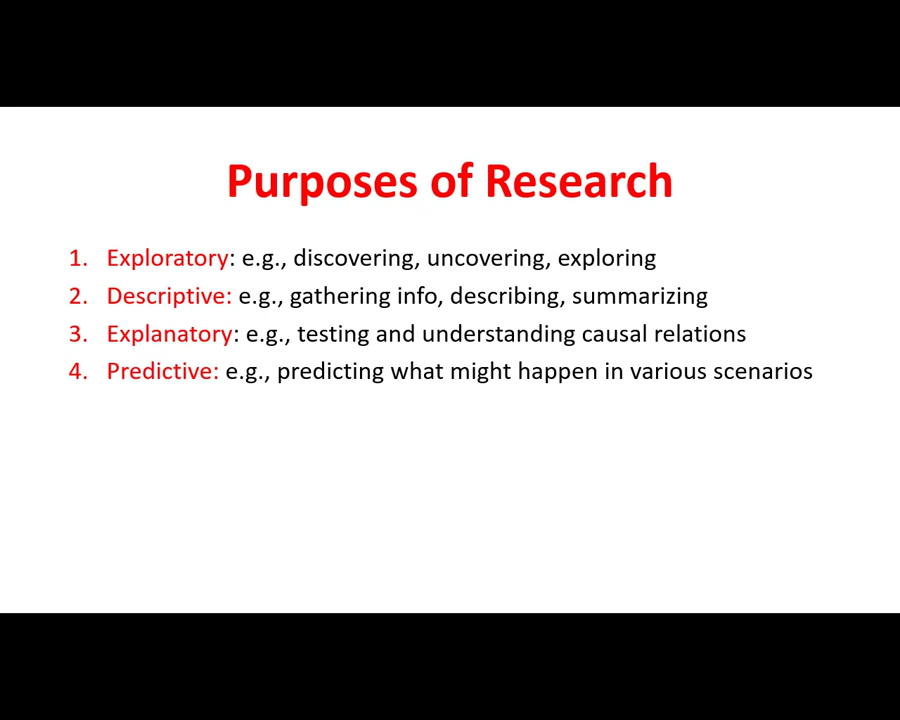 Purposes of Research
1. Exploratory: e.g., discovering, uncovering, exploring
2. Descriptive: e.g., gathering info, describing, summarizing
3. Explanatory: e.g., testing and understanding causal relations
4. Predictive: e.g., predicting what might happen in various scenarios